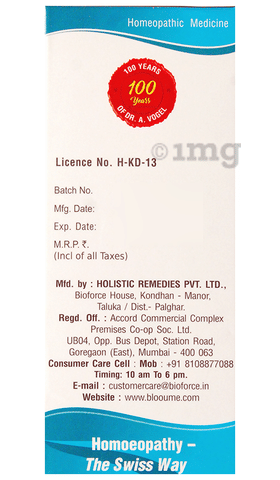 Homeopathic Medicine
100 YEARS
100
Years
OF DR. A. VOGEL
©1mg
Licence No. H-KD-13
Batch No.
Mfg. Date:
Exp. Date:
M.R.P. ₹.
(Incl of all Taxes)
Mfd. by : HOLISTIC REMEDIES PVT. LTD.,
Bioforce House, Kondhan - Manor,
Taluka / Dist.- Palghar.
Regd. Off. : Accord Commercial Complex
Premises Co-op Soc. Ltd.
UB04, Opp. Bus Depot, Station Road,
Goregaon (East), Mumbai - 400 063
Consumer Care Cell : Mob : +91 8108877088
Timing: 10 am To 6 pm.
E-mail : customercare@bioforce.in
Website : www.blooume.com
Homoeopathy –
The Swiss Way